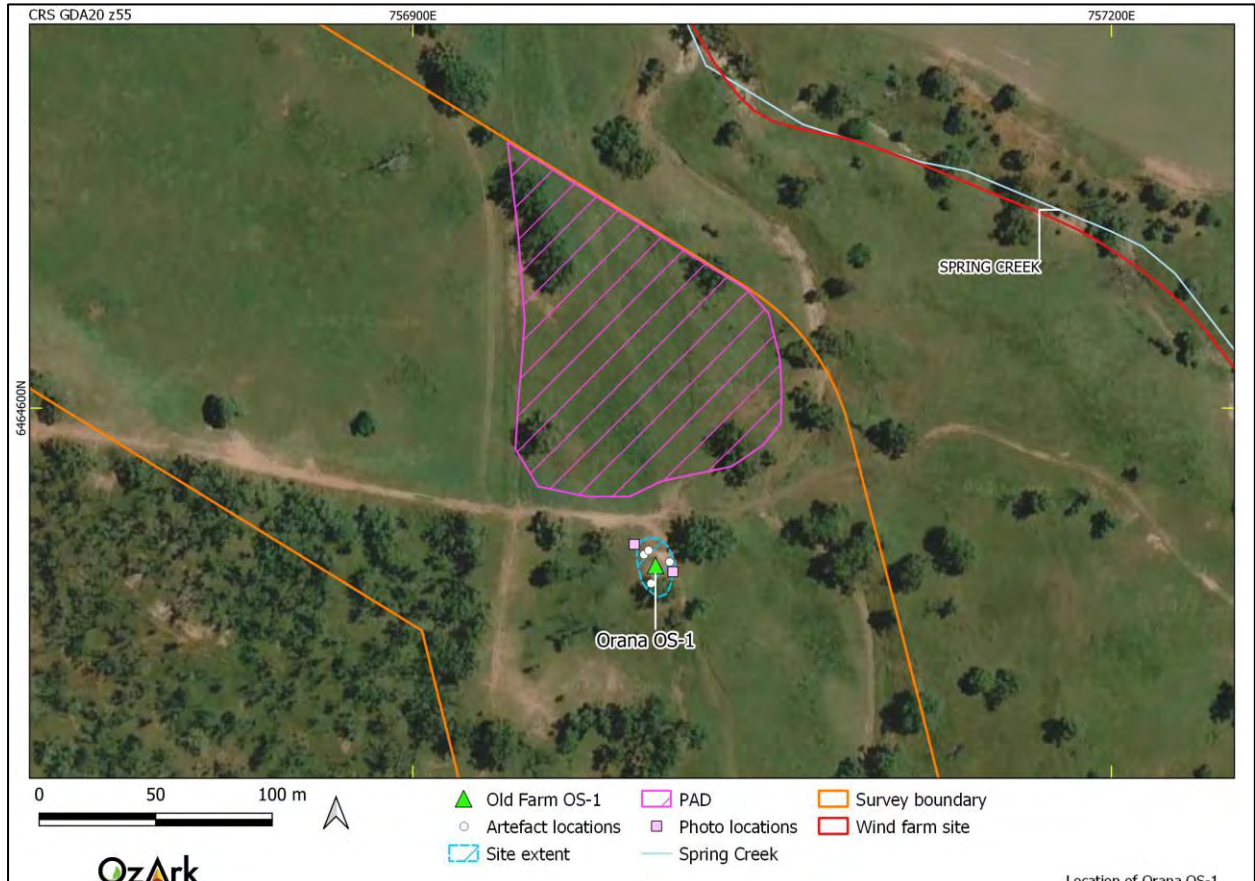 CRS GDA20 z55
756900E
757200E
6464600N
SPRING CREEK
Orana OS-1
0 50 100 m
Old Farm OS-1
Artefact locations
Site extent
PAD
Photo locations
Spring Creek
Survey boundary
Wind farm site
OzArk
Location of Orana OS-1